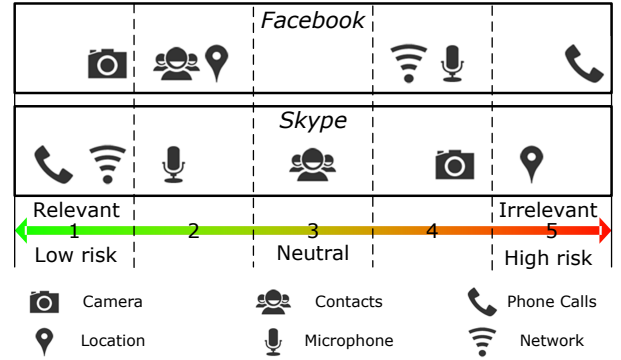 Facebook
Skype
Relevant Irrelevant
1 2 3 4 5
Low risk Neutral High risk
Camera Contacts Phone Calls
Location Microphone Network